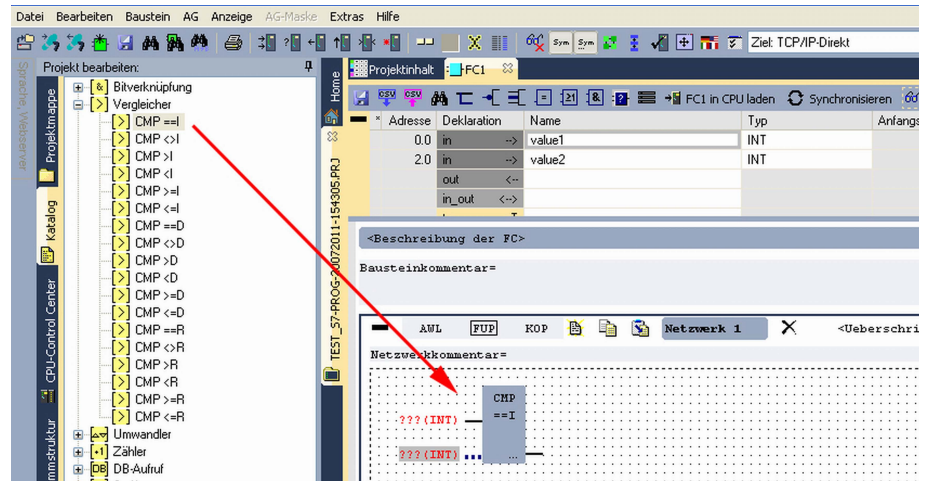 Datei Bearbeiten Baustein AG Anzeige AG-Maske Extras Hilfe
Sym Sym Ziel: TCP/IP-Direkt
Projekt bearbeiten:
Projektinhalt FC1
CSV CSV FC1 in CPU laden Synchronisieren
Sprache, Webserver
Projektmappe
Katalog
CPU-Control Center
mmstruktur
Home
TEST_S7-PROG-20072011-154305.PRJ
Bitverknüpfung
Vergleicher
CMP ==I
CMP <>I
CMP >I
CMP <I
CMP >=I
CMP <=I
CMP ==D
CMP <>D
CMP >D
CMP <D
CMP >=D
CMP <=D
CMP ==R
CMP <>R
CMP >R
CMP <R
CMP >=R
CMP <=R
Umwandler
Zähler
DB-Aufruf
* Adresse Deklaration Name Typ Anfangs
0.0 in --> value1 INT
2.0 in --> value2 INT
out <--
in_out <-->
<Beschreibung der FC>
Bausteinkommentar=
AWL FUP KOP Netzwerk 1 <Ueberschri
Netzwerkkommentar=
CMP
==I
???(INT)
???(INT) ...